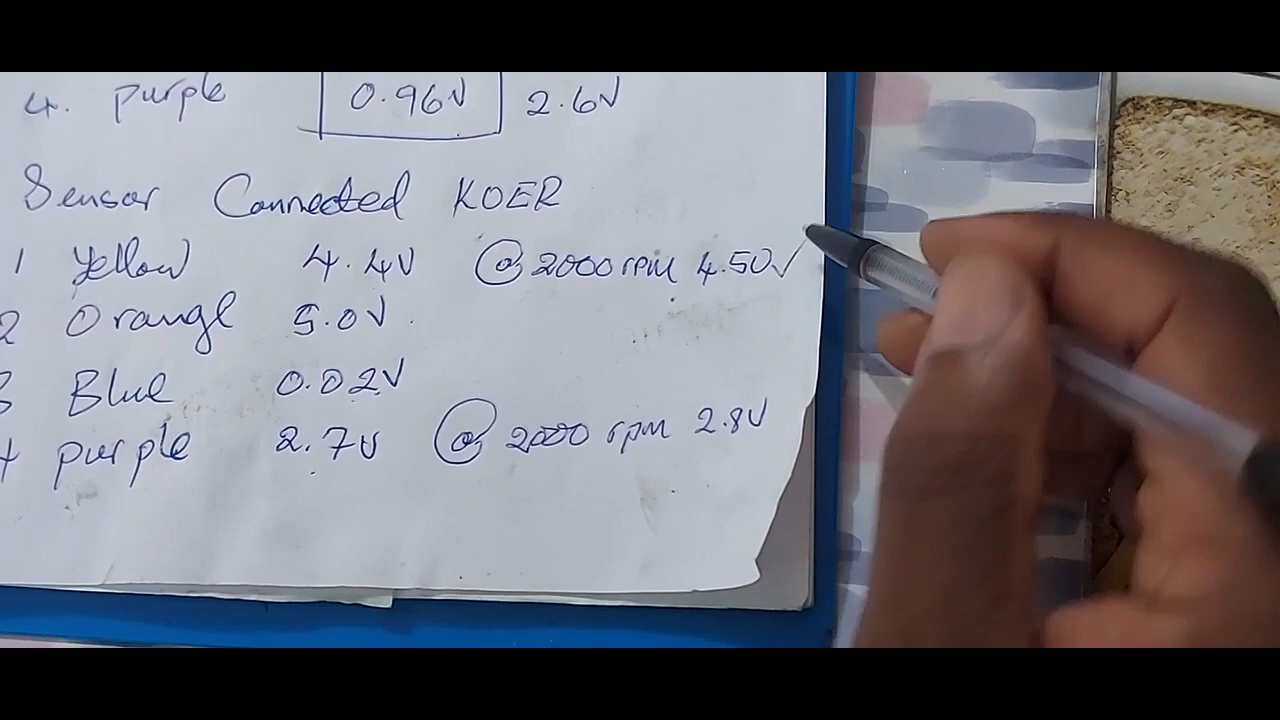 4. purple 0.96V 2.6V
Sensor Connected KOER
1 Yellow 4.4V @ 2000 rpm 4.50V
2 Orange 5.0V
3 Blue 0.02V
4 purple 2.7V @ 2000 rpm 2.8V